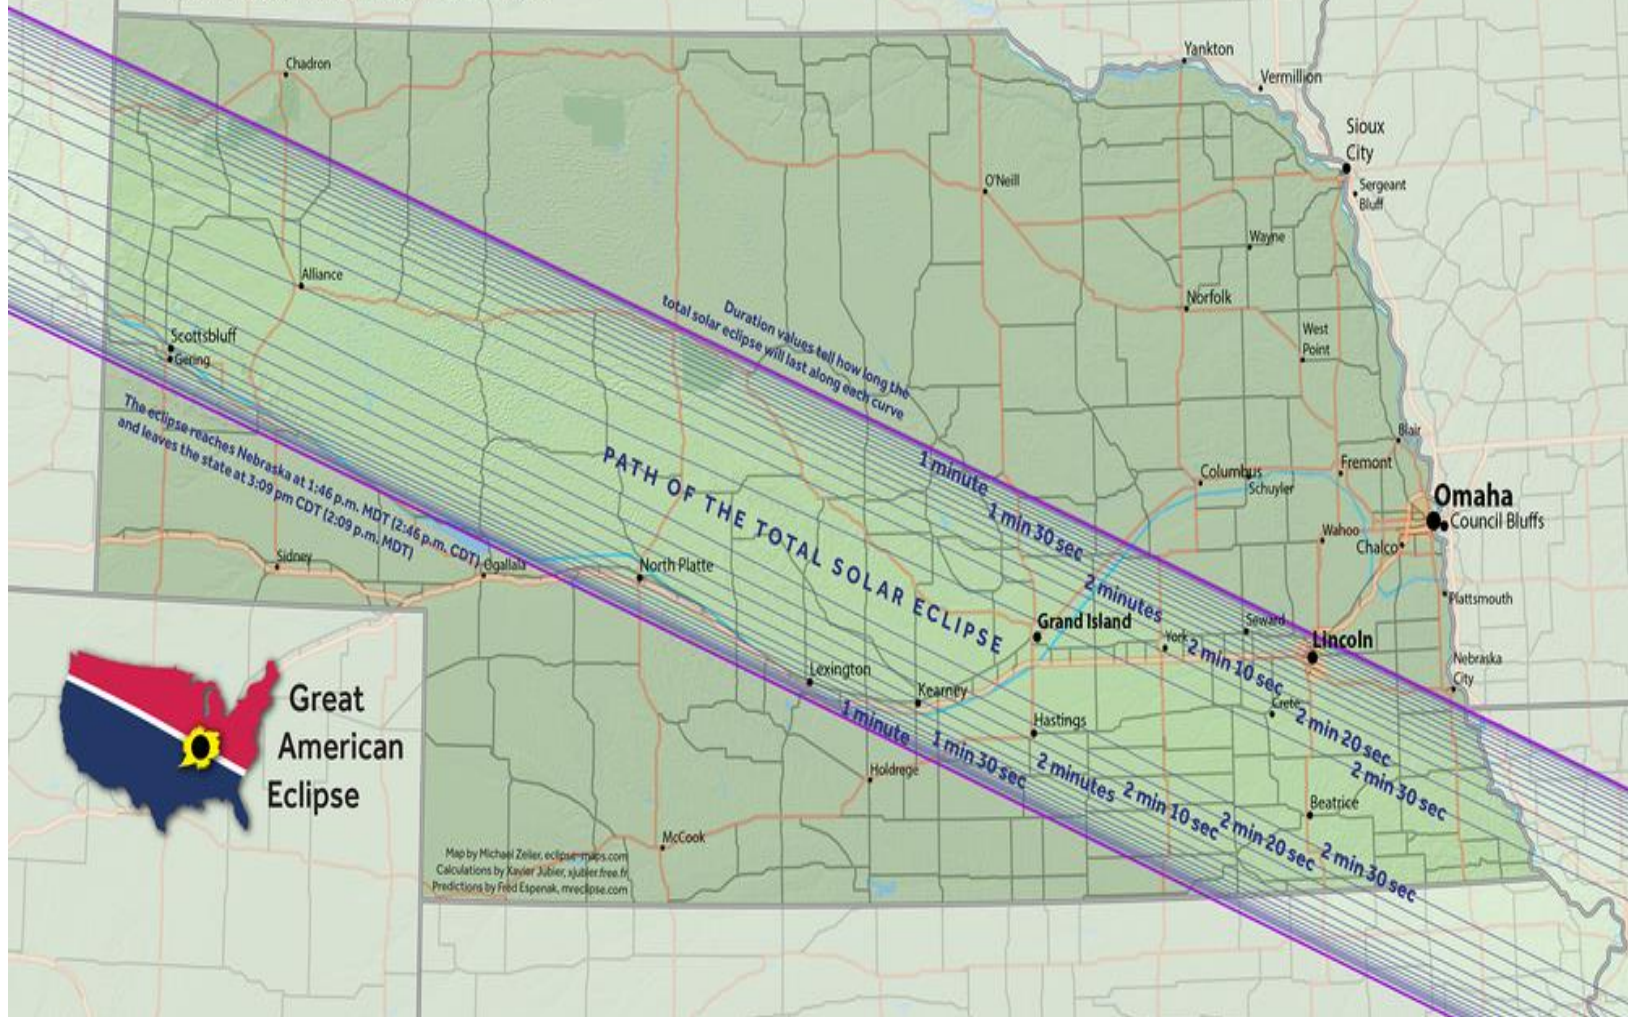 Chadron
Yankton
Vermillion
Sioux
City
Sergeant
Bluff
O'Neill
Wayne
Alliance
Norfolk
Scottsbluff
Gering
West
Point
Duration values tell how long the
total solar eclipse will last along each curve
The eclipse reaches Nebraska at 1:46 p.m. MDT (2:46 p.m. CDT)
and leaves the state at 3:09 pm CDT (2:09 p.m. MDT)
PATH OF THE TOTAL SOLAR ECLIPSE
1 minute
1 min 30 sec
2 minutes
2 min 10 sec
2 min 20 sec
2 min 30 sec
Blair
Columbus
Schuyler
Fremont
Omaha
Council Bluffs
Wahoo
Chalco
Sidney
Ogallala
North Platte
Plattsmouth
Grand Island
York
Seward
Lincoln
Nebraska
City
Lexington
Kearney
Crete
Hastings
Holdrege
Beatrice
McCook
1 minute
1 min 30 sec
2 minutes
2 min 10 sec
2 min 20 sec
2 min 30 sec
Great
American
Eclipse
Map by Michael Zeiler, eclipse-maps.com
Calculations by Xavier Jubier, xjubier.free.fr
Predictions by Fred Espenak, mreclipse.com